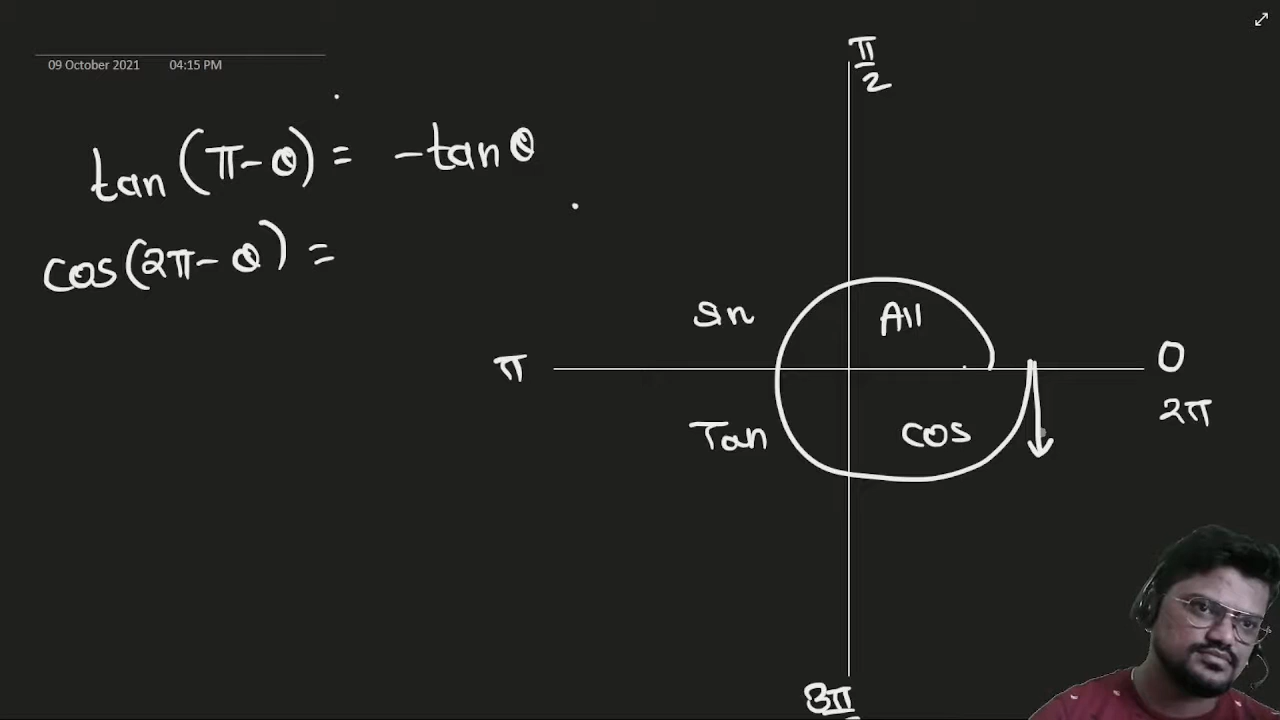 09 October 2021 04:15 PM
tan(π-θ) = -tanθ
cos(2π-θ) =
π
2
Sin All
π 0
2π
Tan cos
3π